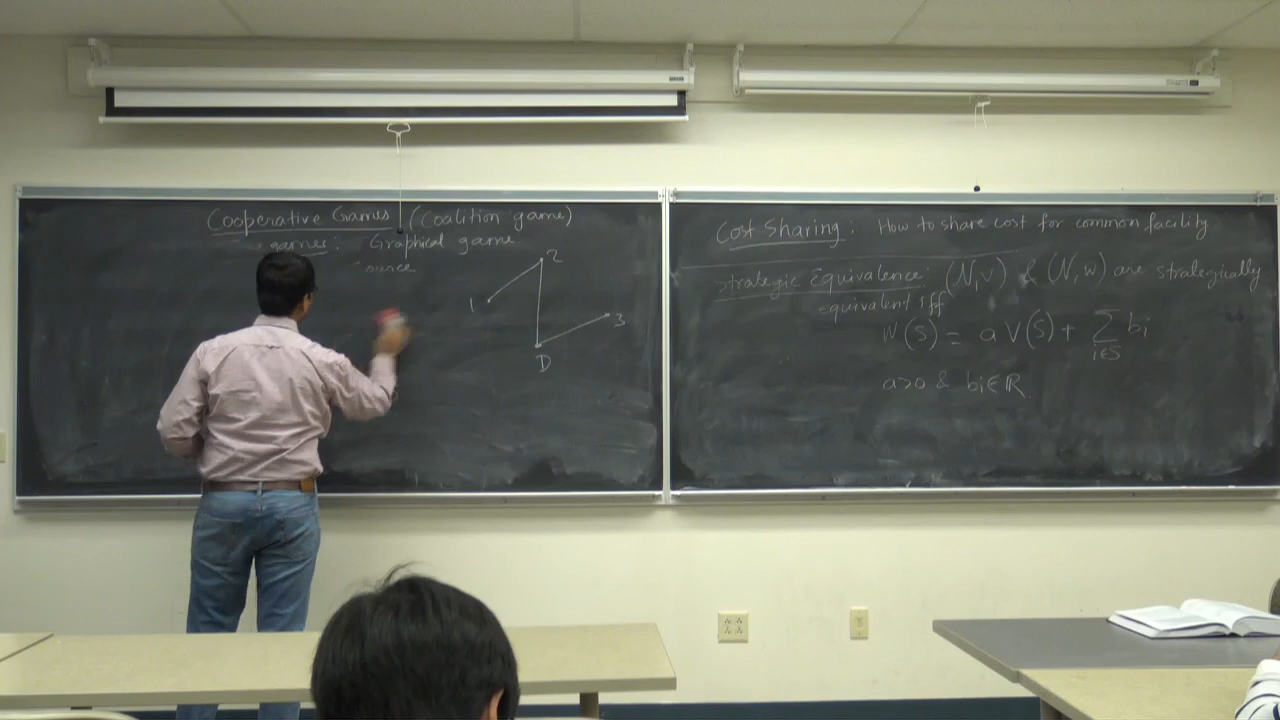 Cooperative Games (Coalition game)
games: Graphical game
2
1
3
D
Cost Sharing: How to share cost for common facility
Strategic Equivalence: (N,v) & (N,w) are strategically
equivalent iff
W(S) = a V(S) + ∑ bi
i∈S
a>0 & bi∈ℝ.